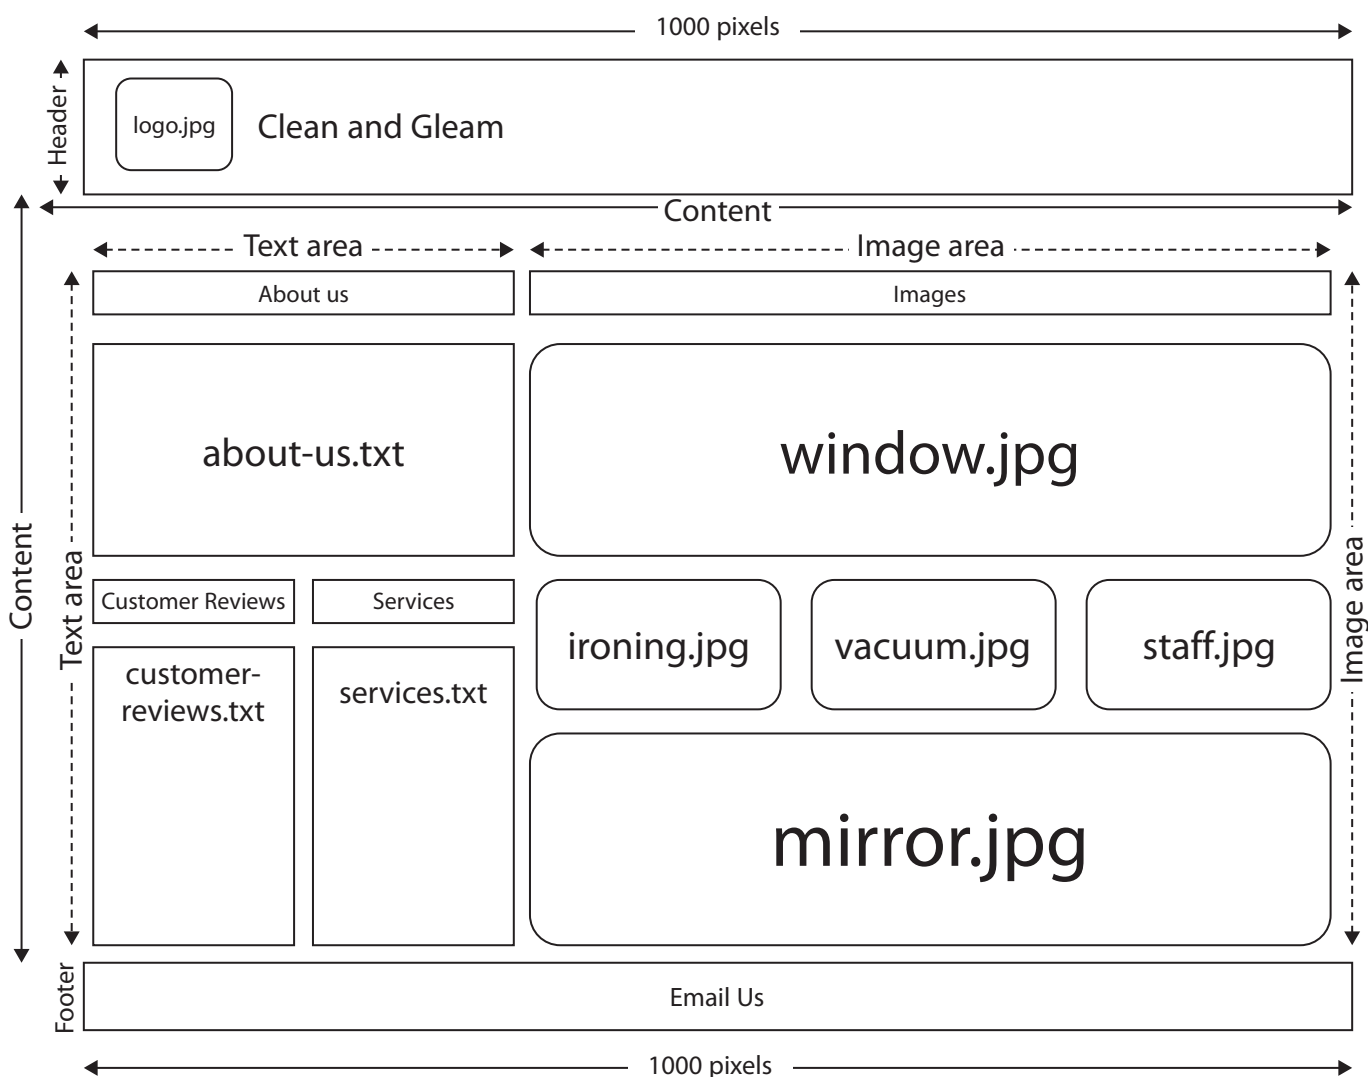 1000 pixels
Header
logo.jpg
Clean and Gleam
Content
Text area
Image area
About us
Images
about-us.txt
window.jpg
Content
Text area
Image area
Customer Reviews
Services
ironing.jpg
vacuum.jpg
staff.jpg
customer-
reviews.txt
services.txt
mirror.jpg
Footer
Email Us
1000 pixels